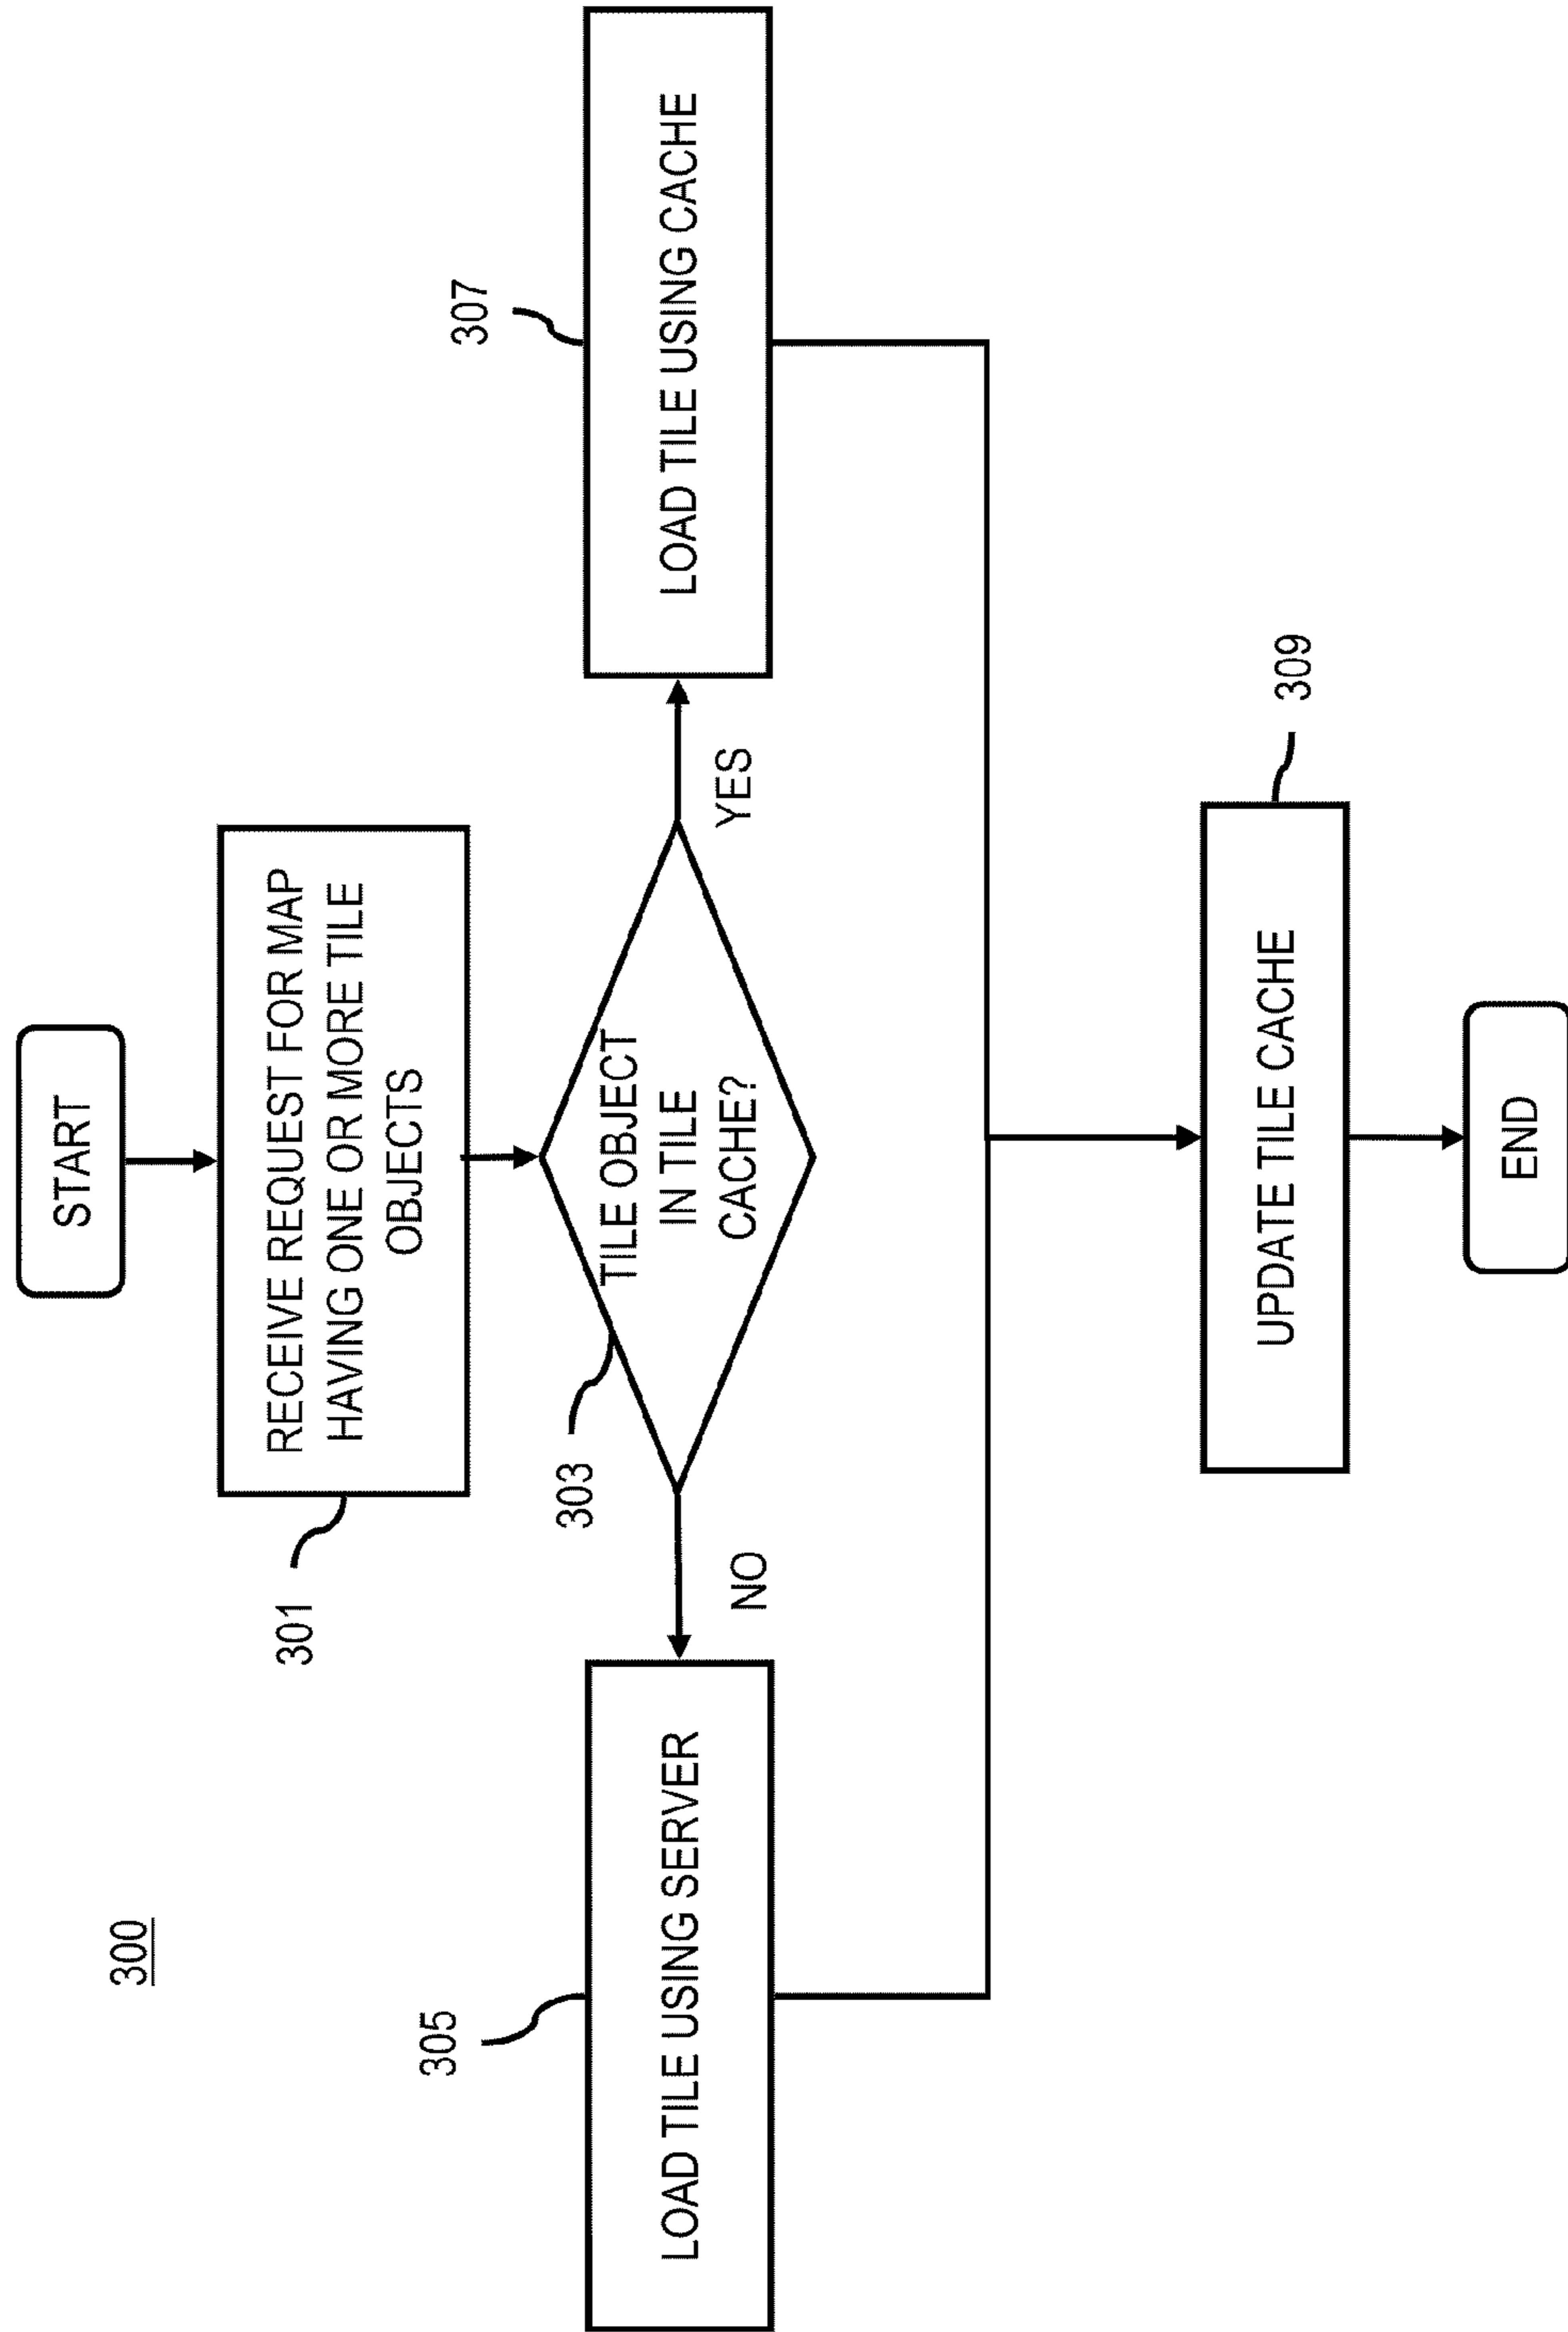 300
START
301
RECEIVE REQUEST FOR MAP
HAVING ONE OR MORE TILE
OBJECTS
303
TILE OBJECT
IN TILE
CACHE?
NO
YES
305
LOAD TILE USING SERVER
307
LOAD TILE USING CACHE
309
UPDATE TILE CACHE
END